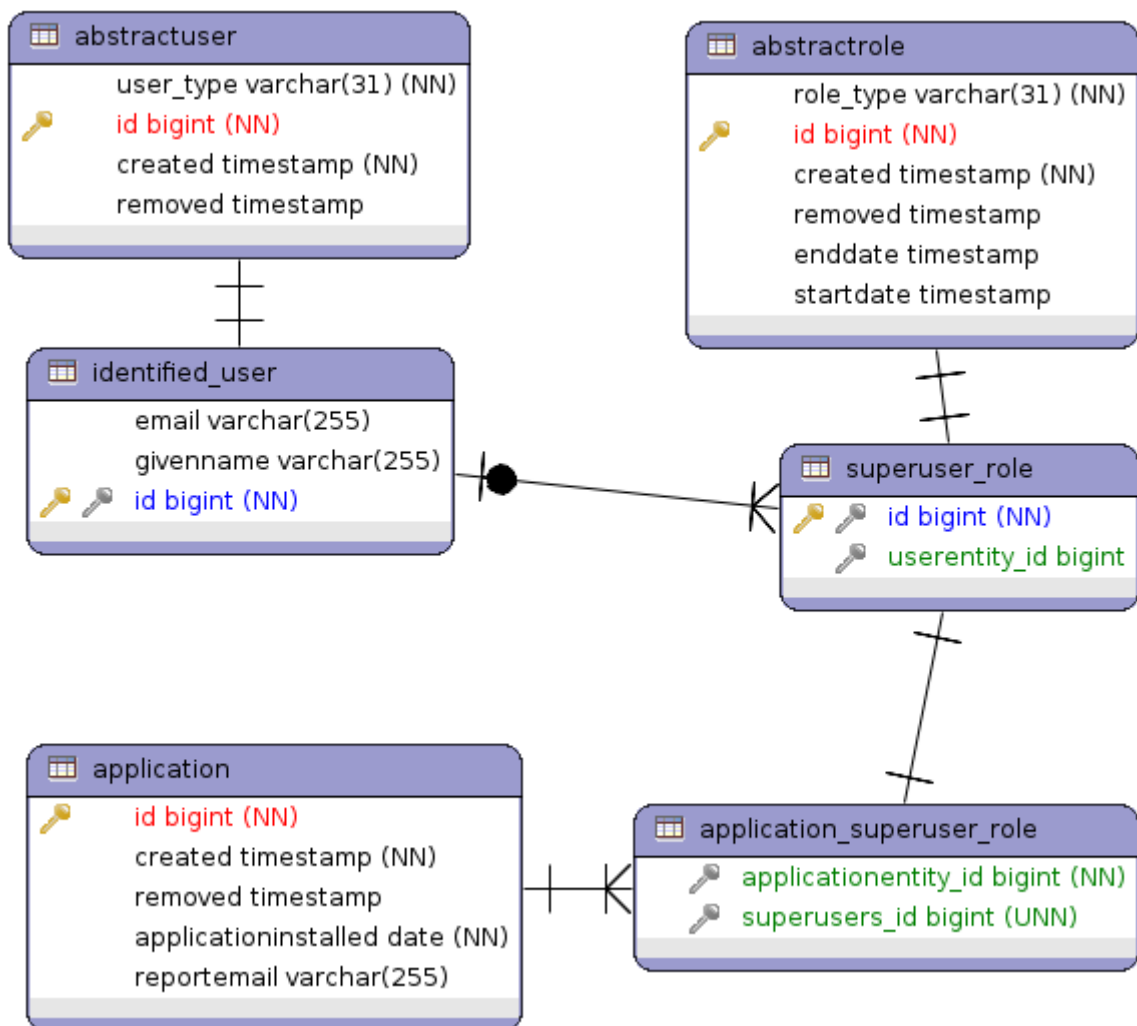 abstractuser
user_type varchar(31) (NN)
id bigint (NN)
created timestamp (NN)
removed timestamp
abstractrole
role_type varchar(31) (NN)
id bigint (NN)
created timestamp (NN)
removed timestamp
enddate timestamp
startdate timestamp
identified_user
email varchar(255)
givenname varchar(255)
id bigint (NN)
superuser_role
id bigint (NN)
userentity_id bigint
application
id bigint (NN)
created timestamp (NN)
removed timestamp
applicationinstalled date (NN)
reportemail varchar(255)
application_superuser_role
applicationentity_id bigint (NN)
superusers_id bigint (UNN)